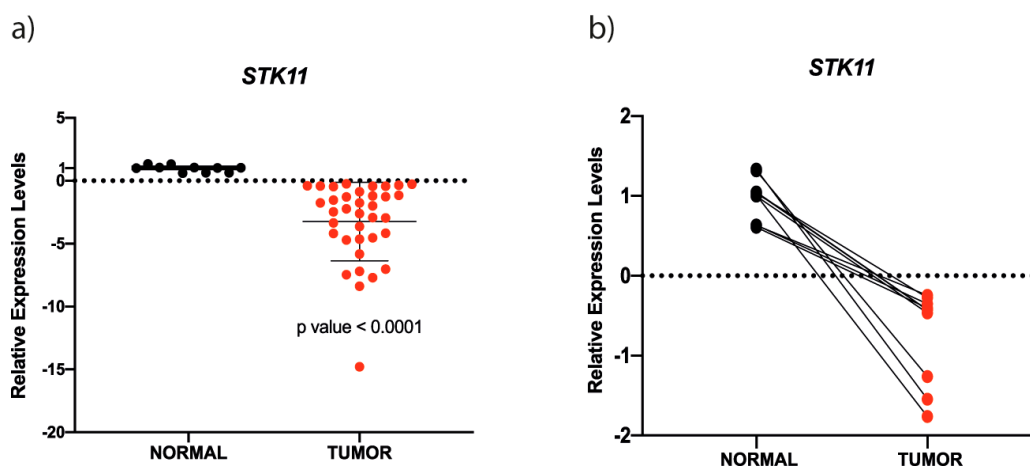 a)
STK11
Relative Expression Levels
5
1
0
-5
-10
-15
-20
p value < 0.0001
NORMAL
TUMOR
b)
STK11
Relative Expression Levels
2
1
0
-1
-2
NORMAL
TUMOR